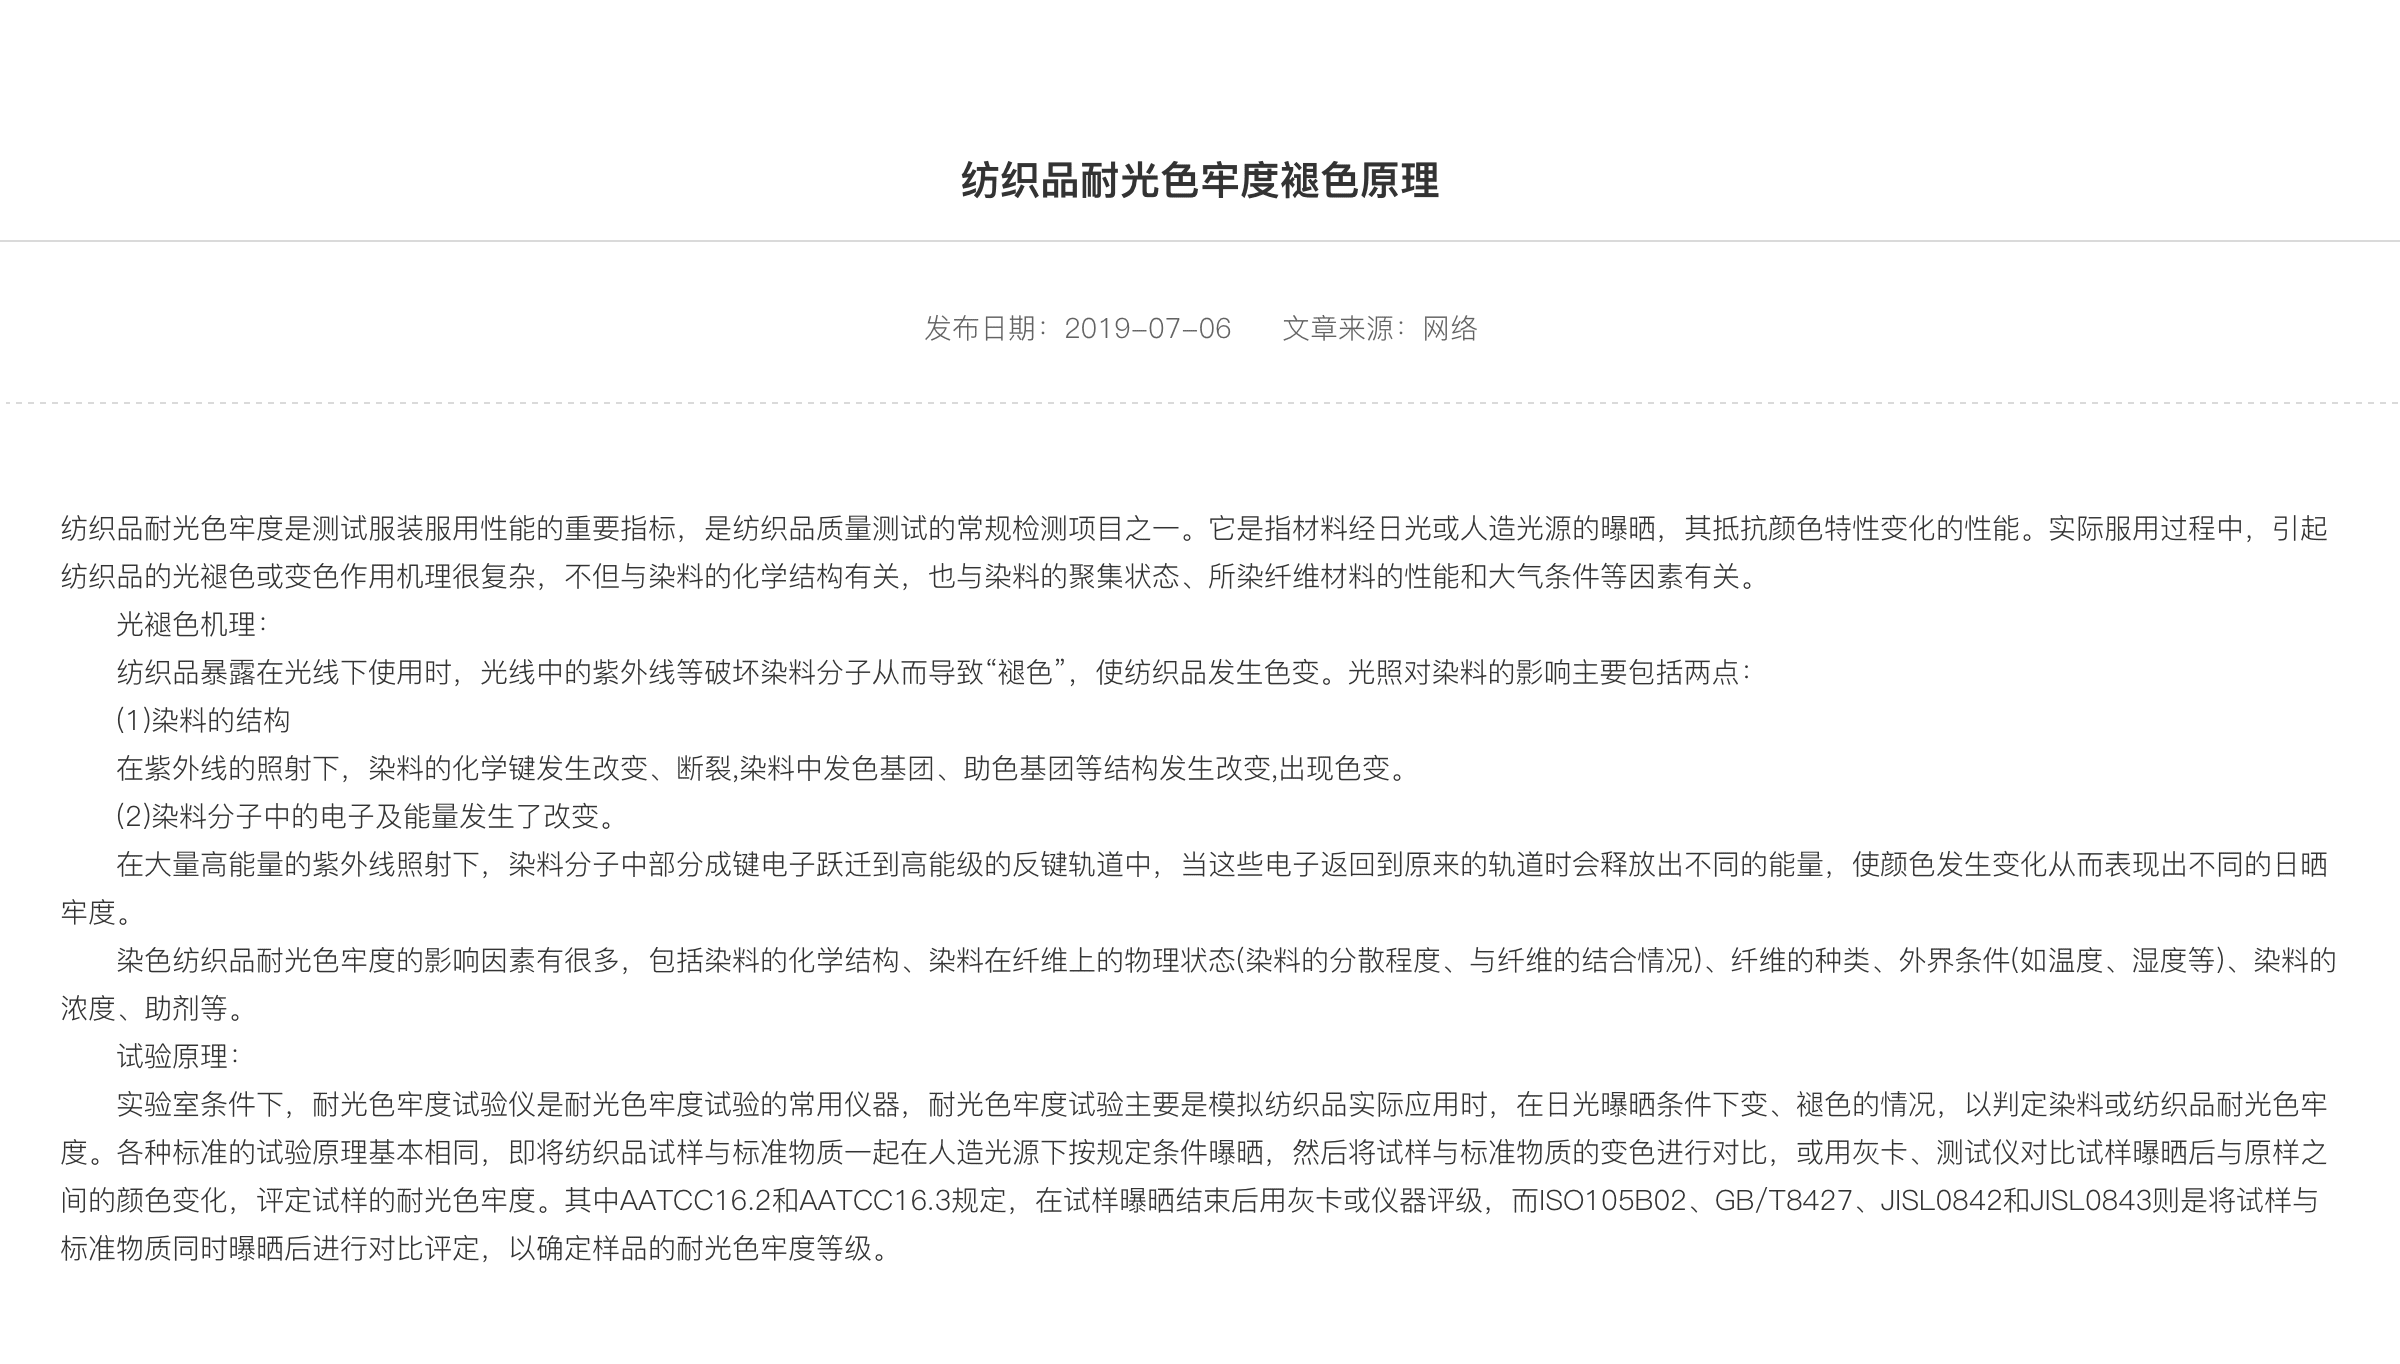 纺织品耐光色牢度褪色原理
发布日期：2019-07-06 文章来源：网络
纺织品耐光色牢度是测试服装服用性能的重要指标，是纺织品质量测试的常规检测项目之一。它是指材料经日光或人造光源的曝晒，其抵抗颜色特性变化的性能。实际服用过程中，引起
纺织品的光褪色或变色作用机理很复杂，不但与染料的化学结构有关，也与染料的聚集状态、所染纤维材料的性能和大气条件等因素有关。
光褪色机理：
纺织品暴露在光线下使用时，光线中的紫外线等破坏染料分子从而导致“褪色”，使纺织品发生色变。光照对染料的影响主要包括两点：
(1)染料的结构
在紫外线的照射下，染料的化学键发生改变、断裂,染料中发色基团、助色基团等结构发生改变,出现色变。
(2)染料分子中的电子及能量发生了改变。
在大量高能量的紫外线照射下，染料分子中部分成键电子跃迁到高能级的反键轨道中，当这些电子返回到原来的轨道时会释放出不同的能量，使颜色发生变化从而表现出不同的日晒
牢度。
染色纺织品耐光色牢度的影响因素有很多，包括染料的化学结构、染料在纤维上的物理状态(染料的分散程度、与纤维的结合情况)、纤维的种类、外界条件(如温度、湿度等)、染料的
浓度、助剂等。
试验原理：
实验室条件下，耐光色牢度试验仪是耐光色牢度试验的常用仪器，耐光色牢度试验主要是模拟纺织品实际应用时，在日光曝晒条件下变、褪色的情况，以判定染料或纺织品耐光色牢
度。各种标准的试验原理基本相同，即将纺织品试样与标准物质一起在人造光源下按规定条件曝晒，然后将试样与标准物质的变色进行对比，或用灰卡、测试仪对比试样曝晒后与原样之
间的颜色变化，评定试样的耐光色牢度。其中AATCC16.2和AATCC16.3规定，在试样曝晒结束后用灰卡或仪器评级，而ISO105B02、GB/T8427、JISL0842和JISL0843则是将试样与
标准物质同时曝晒后进行对比评定，以确定样品的耐光色牢度等级。